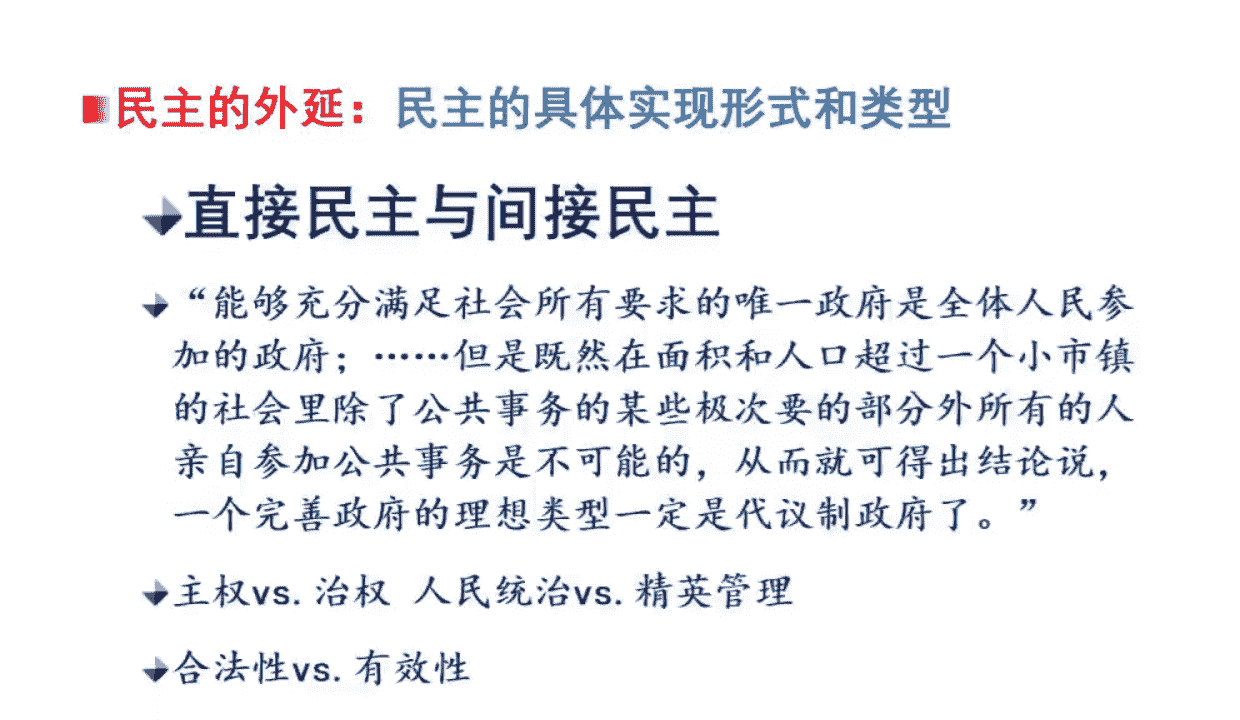 民主的外延：民主的具体实现形式和类型
直接民主与间接民主
“能够充分满足社会所有要求的唯一政府是全体人民参
加的政府；……但是既然在面积和人口超过一个小市镇
的社会里除了公共事务的某些极次要的部分外所有的人
亲自参加公共事务是不可能的，从而就可得出结论说，
一个完善政府的理想类型一定是代议制政府了。”
主权vs. 治权 人民统治vs. 精英管理
合法性vs. 有效性